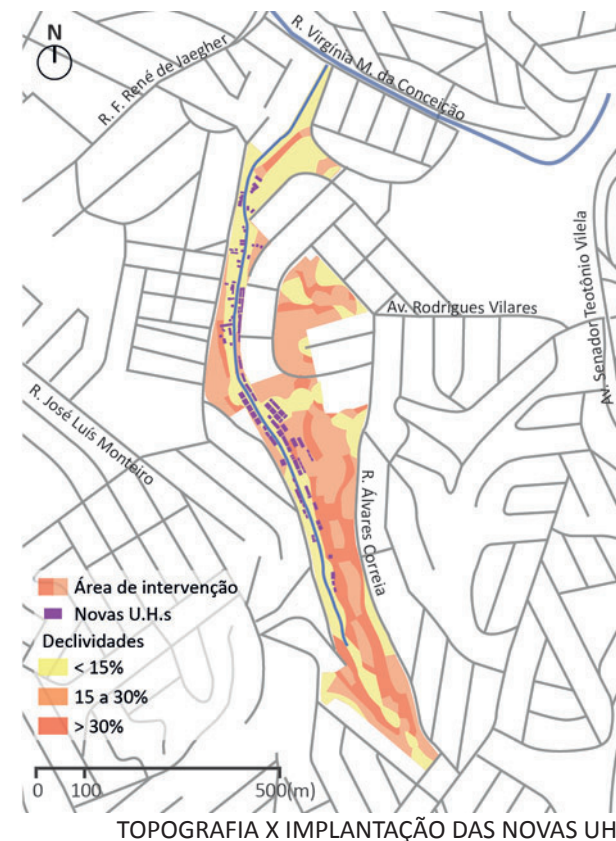 N
R. F. René de Jaegher
R. Virgínia M. da Conceição
Av. Senador Teotônio Vilela
Av. Rodrigues Vilares
R. José Luís Monteiro
R. Álvares Correia
Área de intervenção
Novas U.H.s
Declividades
< 15%
15 a 30%
> 30%
0 100 500(m)
TOPOGRAFIA X IMPLANTAÇÃO DAS NOVAS UH